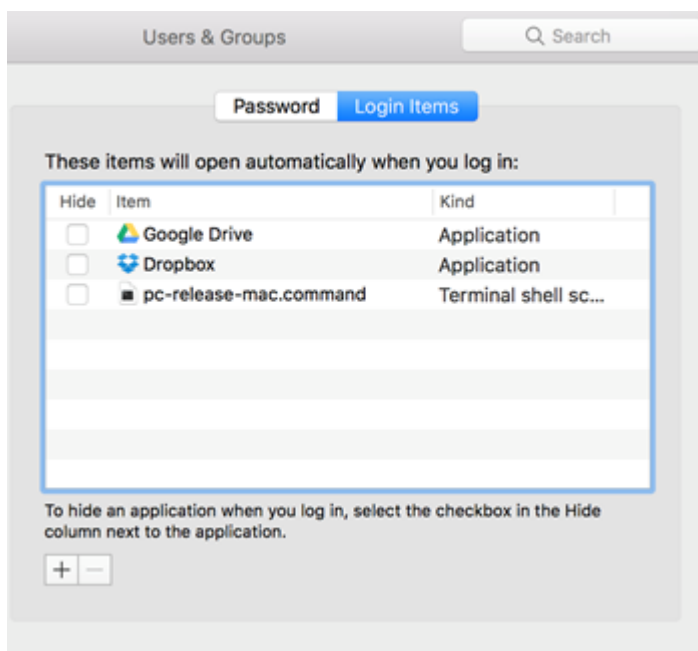 Users & Groups
Search
Password
Login Items
These items will open automatically when you log in:
Hide Item Kind
Google Drive Application
Dropbox Application
pc-release-mac.command Terminal shell sc...
To hide an application when you log in, select the checkbox in the Hide
column next to the application.
+ −